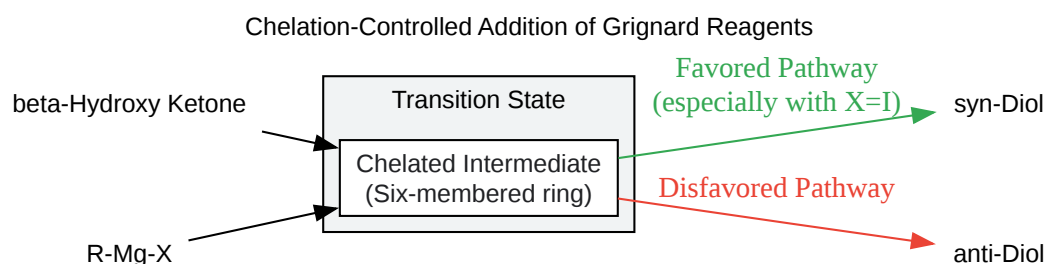 Chelation-Controlled Addition of Grignard Reagents
beta-Hydroxy Ketone
R-Mg-X
Transition State
Chelated Intermediate
(Six-membered ring)
Favored Pathway
(especially with X=I)
Disfavored Pathway
syn-Diol
anti-Diol